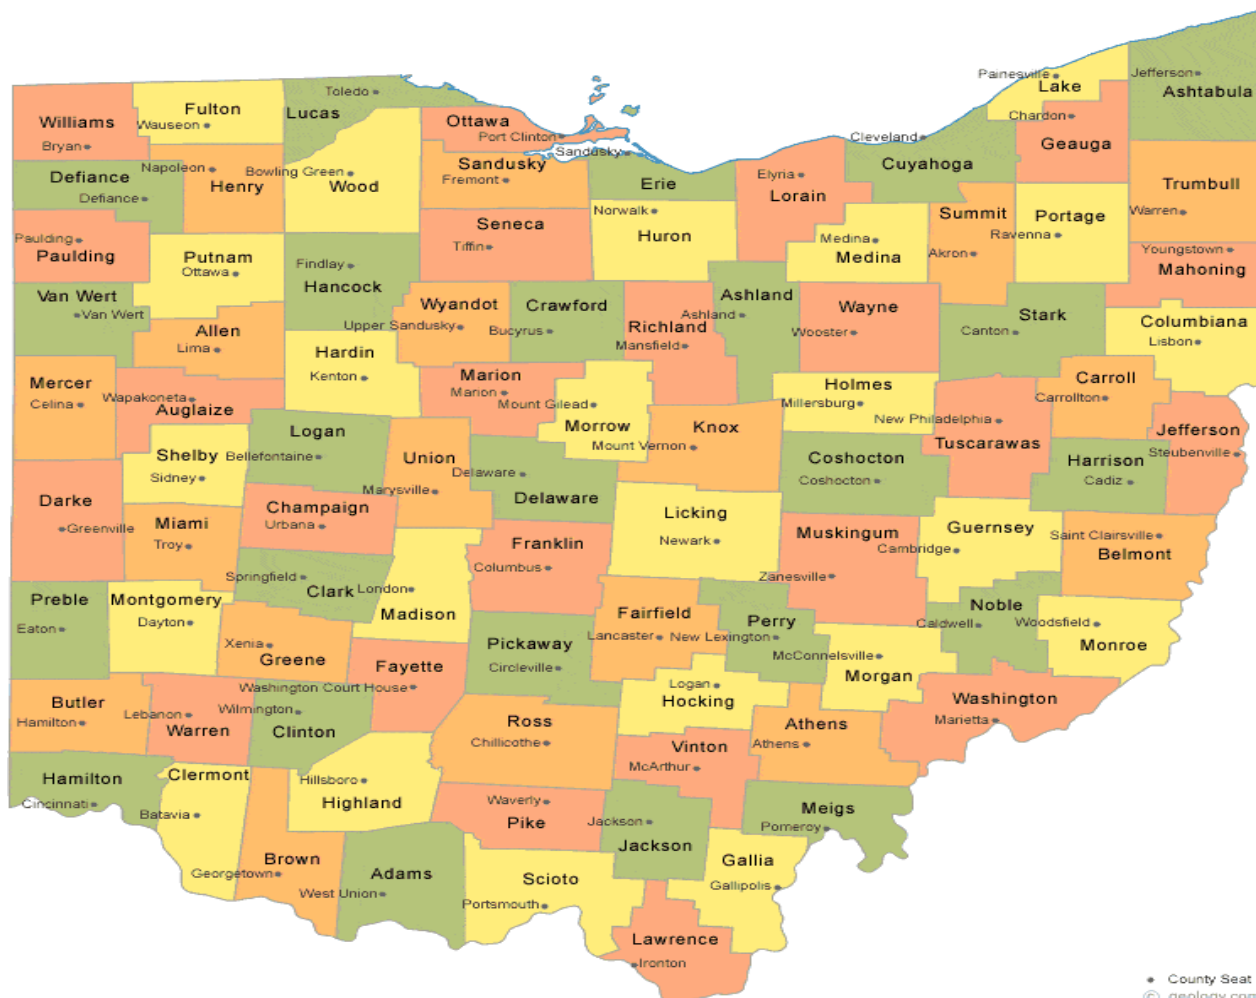 Painesville
Lake
Jefferson
Ashtabula
Toledo
Lucas
Fulton
Wauseon
Williams
Bryan
Ottawa
Port Clinton
Cleveland
Cuyahoga
Chardon
Geauga
Sandusky
Sandusky
Fremont
Napoleon
Henry
Bowling Green
Wood
Defiance
Defiance
Erie
Elyria
Lorain
Trumbull
Warren
Norwalk
Huron
Seneca
Tiffin
Medina
Medina
Summit
Akron
Portage
Ravenna
Paulding
Paulding
Putnam
Ottawa
Findlay
Hancock
Youngstown
Mahoning
Van Wert
Van Wert
Allen
Lima
Wyandot
Upper Sandusky
Crawford
Bucyrus
Richland
Mansfield
Ashland
Ashland
Wayne
Wooster
Stark
Canton
Columbiana
Lisbon
Hardin
Kenton
Mercer
Celina
Wapakoneta
Auglaize
Marion
Marion
Mount Gilead
Morrow
Holmes
Millersburg
New Philadelphia
Tuscarawas
Carroll
Carrollton
Jefferson
Steubenville
Logan
Bellefontaine
Union
Marysville
Knox
Mount Vernon
Shelby
Sidney
Delaware
Delaware
Coshocton
Coshocton
Harrison
Cadiz
Darke
Greenville
Miami
Troy
Champaign
Urbana
Licking
Newark
Franklin
Columbus
Muskingum
Zanesville
Guernsey
Cambridge
Saint Clairsville
Belmont
Springfield
Clark
London
Madison
Preble
Eaton
Montgomery
Dayton
Fairfield
Lancaster
New Lexington
Perry
McConnelsville
Morgan
Noble
Caldwell
Woodsfield
Monroe
Xenia
Greene
Pickaway
Circleville
Fayette
Washington Court House
Logan
Hocking
Washington
Marietta
Butler
Hamilton
Lebanon
Warren
Wilmington
Clinton
Ross
Chillicothe
Athens
Athens
Vinton
McArthur
Hamilton
Cincinnati
Clermont
Batavia
Hillsboro
Highland
Waverly
Pike
Jackson
Jackson
Meigs
Pomeroy
Brown
Georgetown
West Union
Adams
Scioto
Portsmouth
Gallia
Gallipolis
Lawrence
Ironton
County Seat
© geology.com